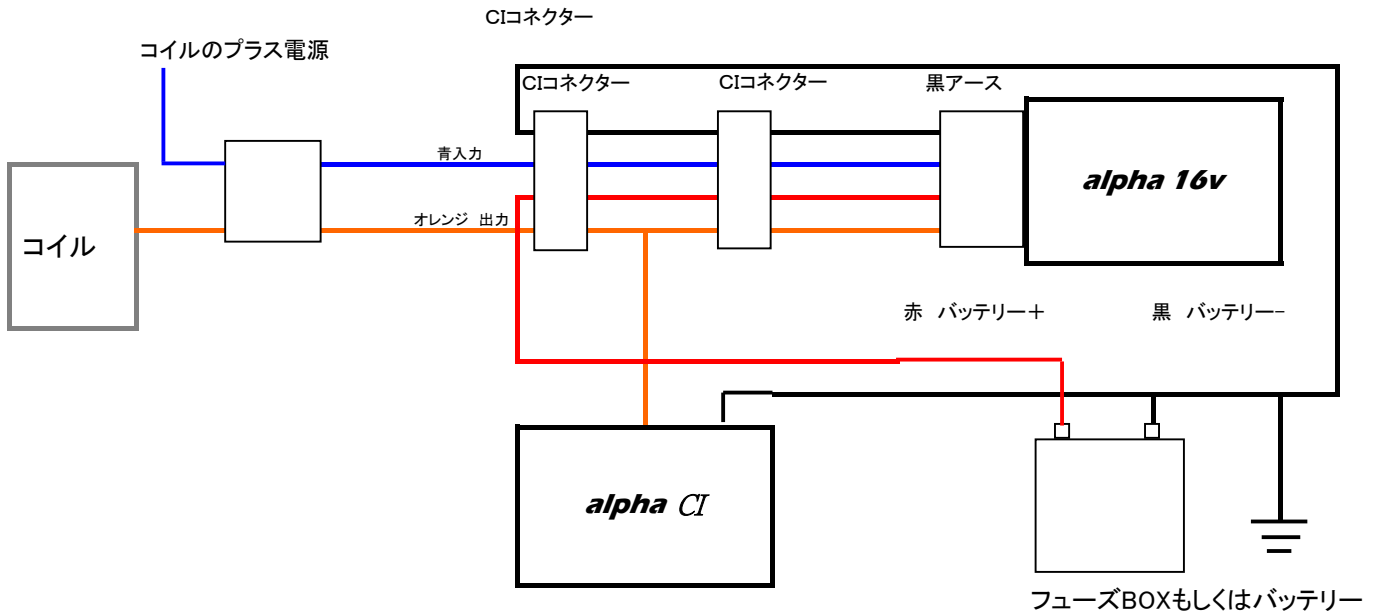 CIコネクター
コイルのプラス電源
CIコネクター
CIコネクター
黒アース
青入力
alpha 16v
オレンジ 出力
コイル
赤 バッテリー+
黒 バッテリー-
alpha CI
フューズBOXもしくはバッテリー